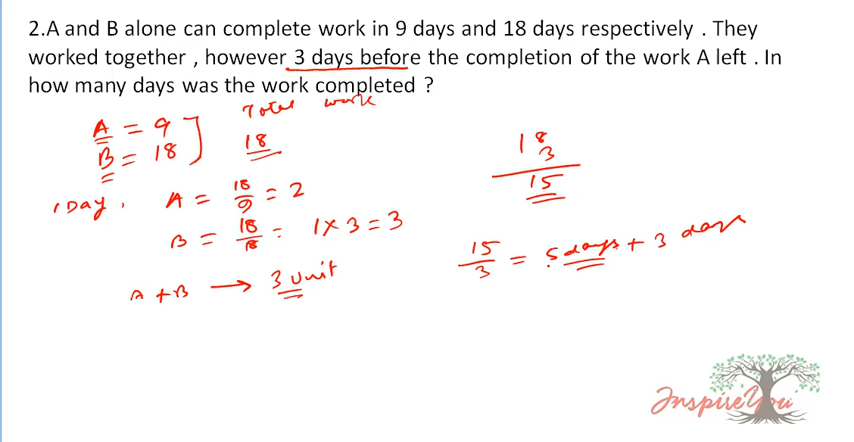 2.A and B alone can complete work in 9 days and 18 days respectively . They
worked together , however 3 days before the completion of the work A left . In
how many days was the work completed ?
Total work
A = 9
18
B = 18
1 Day . A = 18/9 = 2
B = 18/18 = 1 × 3 = 3
A + B → 3 unit
18
3
15
15/3 = 5 days + 3 days
InspireYou